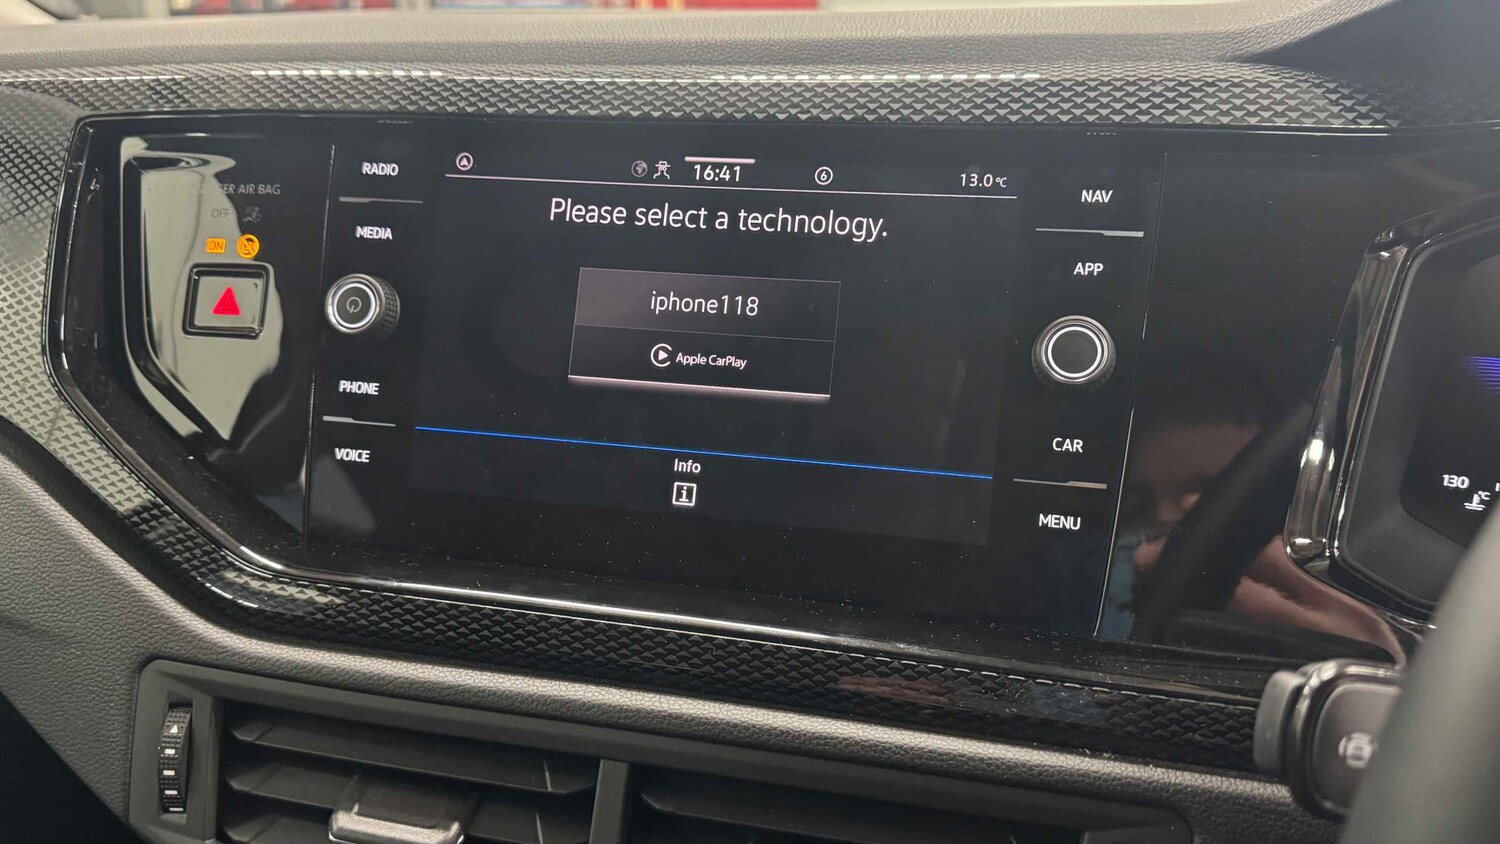 AIR BAG
OFF
ON
RADIO
MEDIA
PHONE
VOICE
16:41
6
13.0°C
Please select a technology.
iphone118
Apple CarPlay
Info
i
NAV
APP
CAR
MENU
130
°C